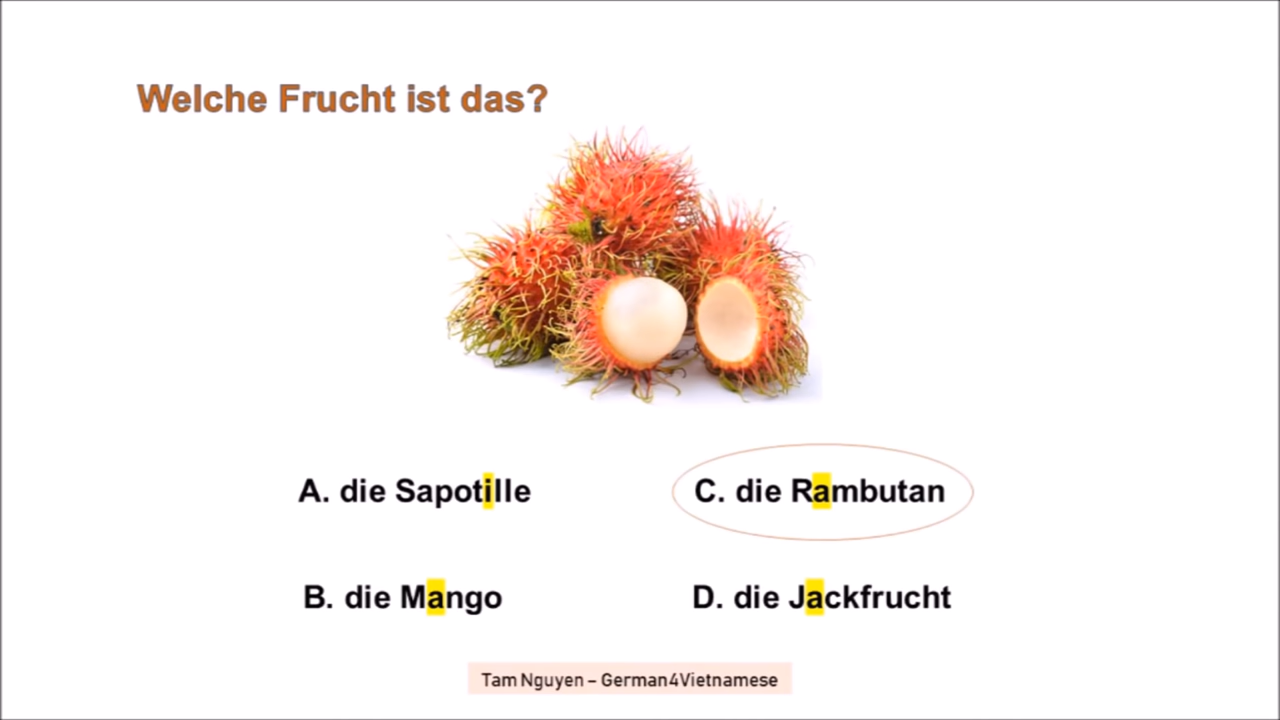 Welche Frucht ist das?
A. die Sapotille
C. die Rambutan
B. die Mango
D. die Jackfrucht
Tam Nguyen – German4Vietnamese